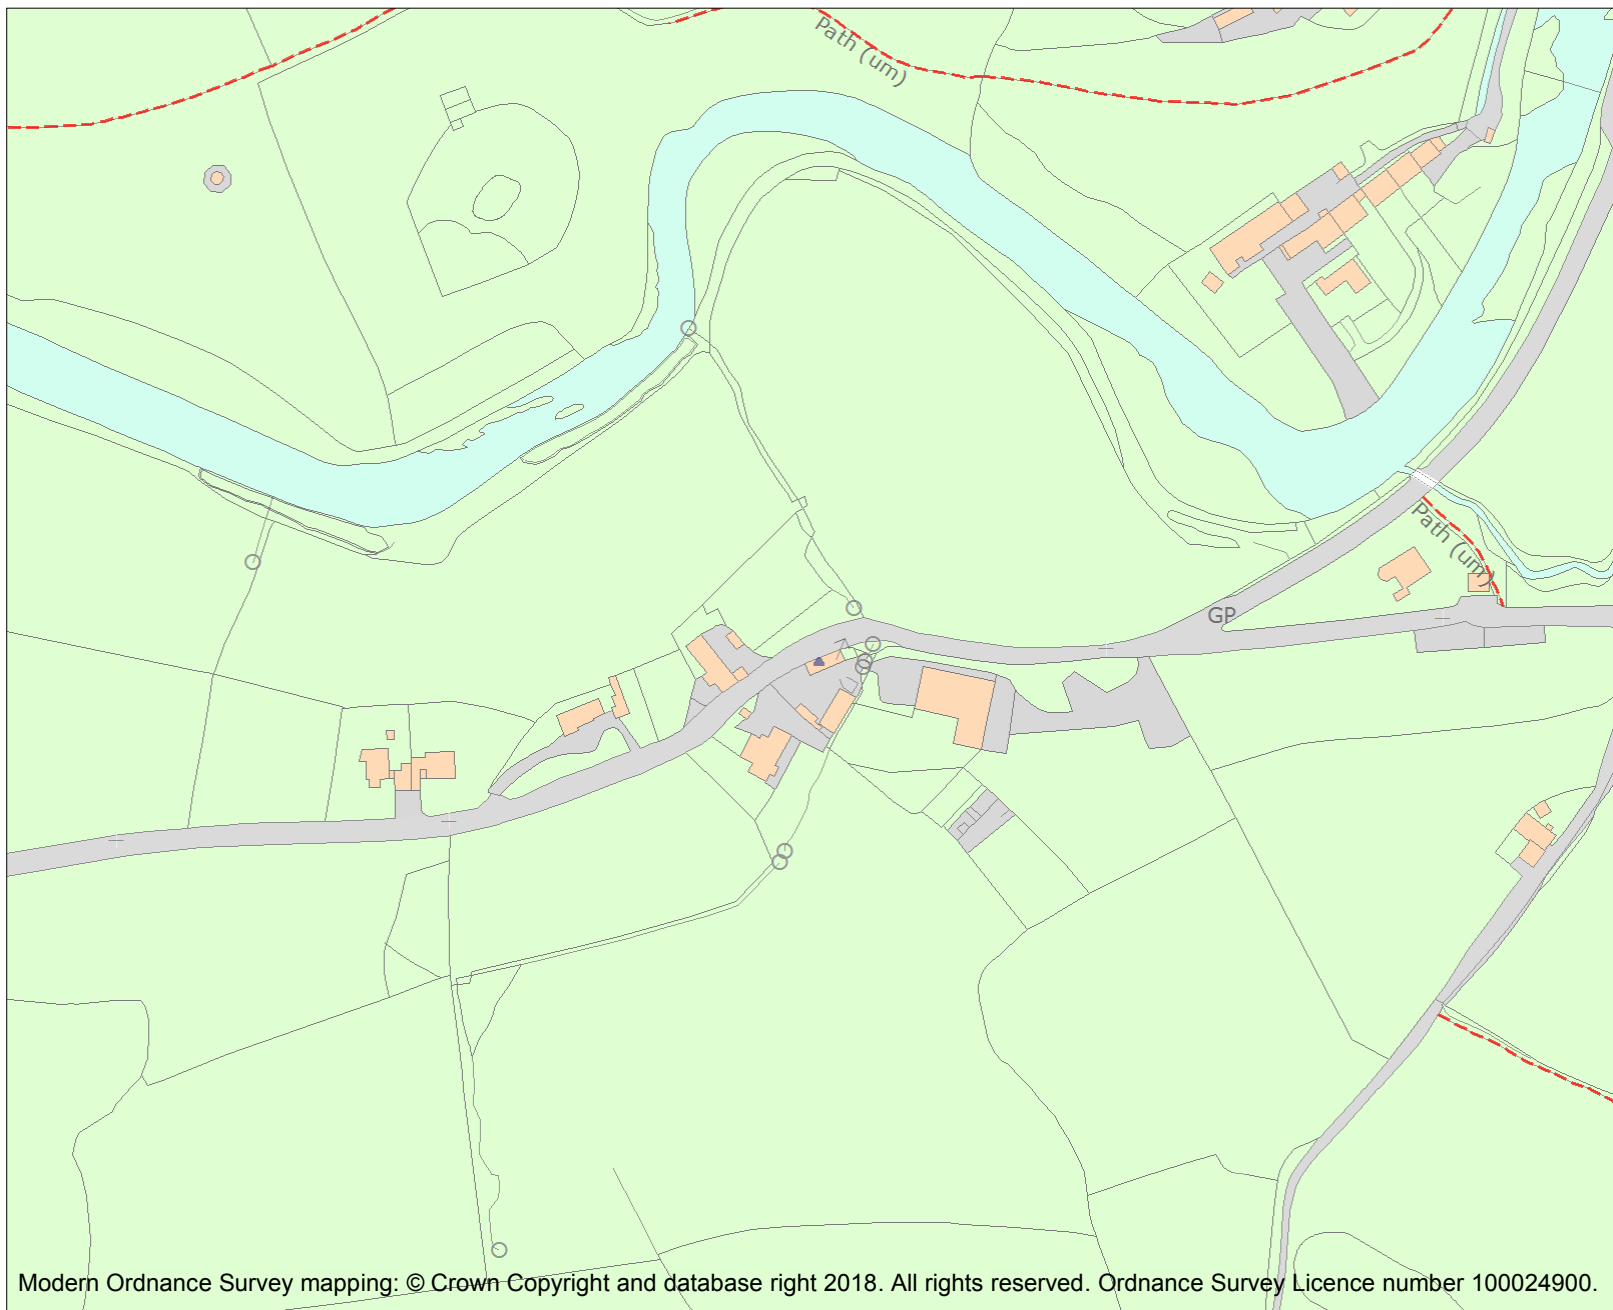 Path (um)
Path (um)
GP
Modern Ordnance Survey mapping: © Crown Copyright and database right 2018. All rights reserved. Ordnance Survey Licence number 100024900.